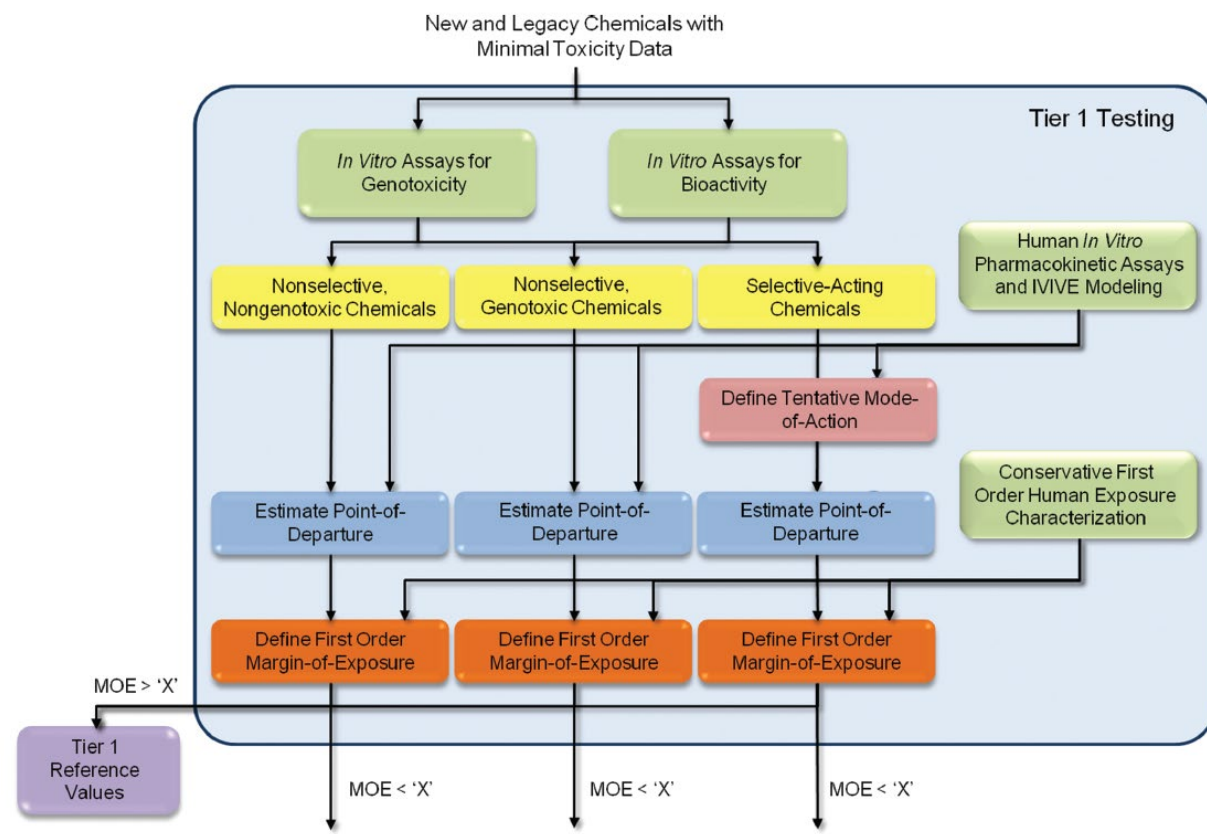 New and Legacy Chemicals with
Minimal Toxicity Data
Tier 1 Testing
In Vitro Assays for
Genotoxicity
In Vitro Assays for
Bioactivity
Human In Vitro
Pharmacokinetic Assays
and IVIVE Modeling
Nonselective,
Nongenotoxic Chemicals
Nonselective,
Genotoxic Chemicals
Selective-Acting
Chemicals
Define Tentative Mode-
of-Action
Conservative First
Order Human Exposure
Characterization
Estimate Point-of-
Departure
Estimate Point-of-
Departure
Estimate Point-of-
Departure
Define First Order
Margin-of-Exposure
Define First Order
Margin-of-Exposure
Define First Order
Margin-of-Exposure
MOE > ‘X’
Tier 1
Reference
Values
MOE < ‘X’
MOE < ‘X’
MOE < ‘X’